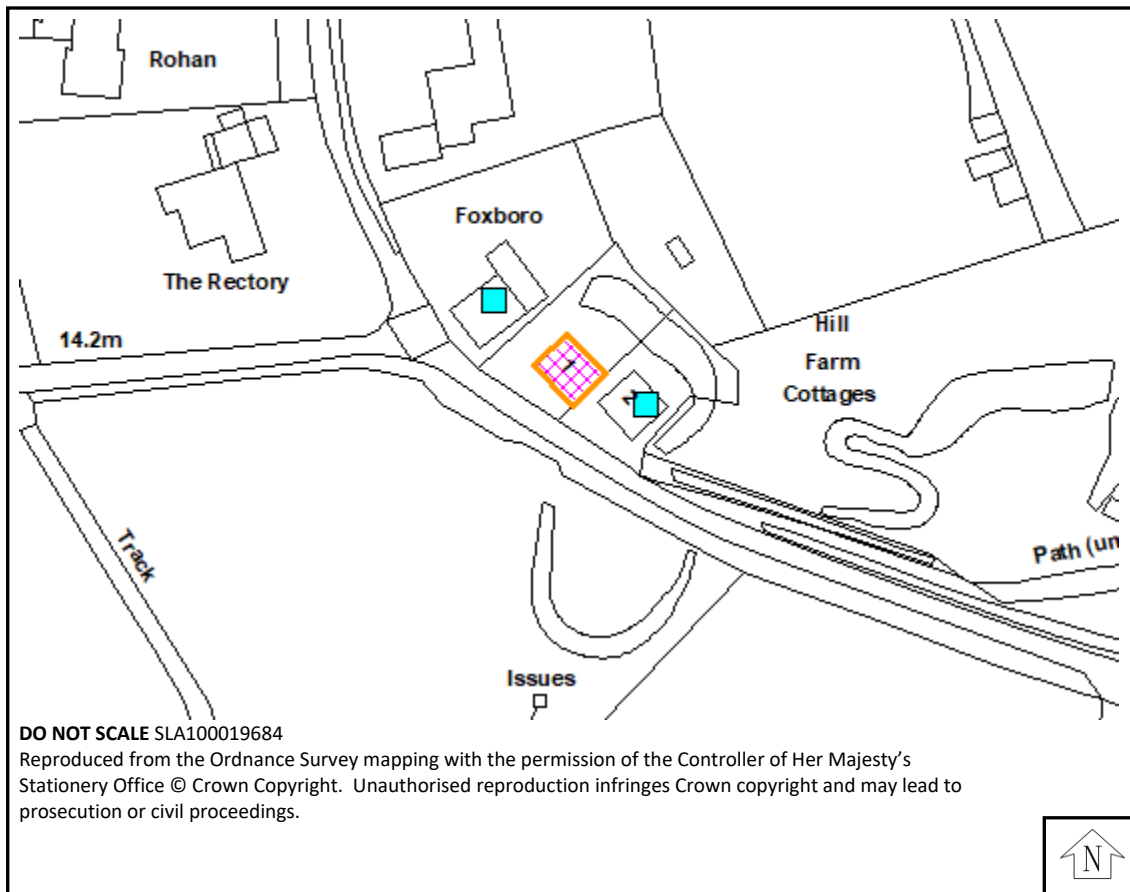 Rohan
Foxboro
The Rectory
14.2m
Hill
Farm
Cottages
1
2
Track
Path (un
Issues
DO NOT SCALE SLA100019684
Reproduced from the Ordnance Survey mapping with the permission of the Controller of Her Majesty's
Stationery Office © Crown Copyright. Unauthorised reproduction infringes Crown copyright and may lead to
prosecution or civil proceedings.
N